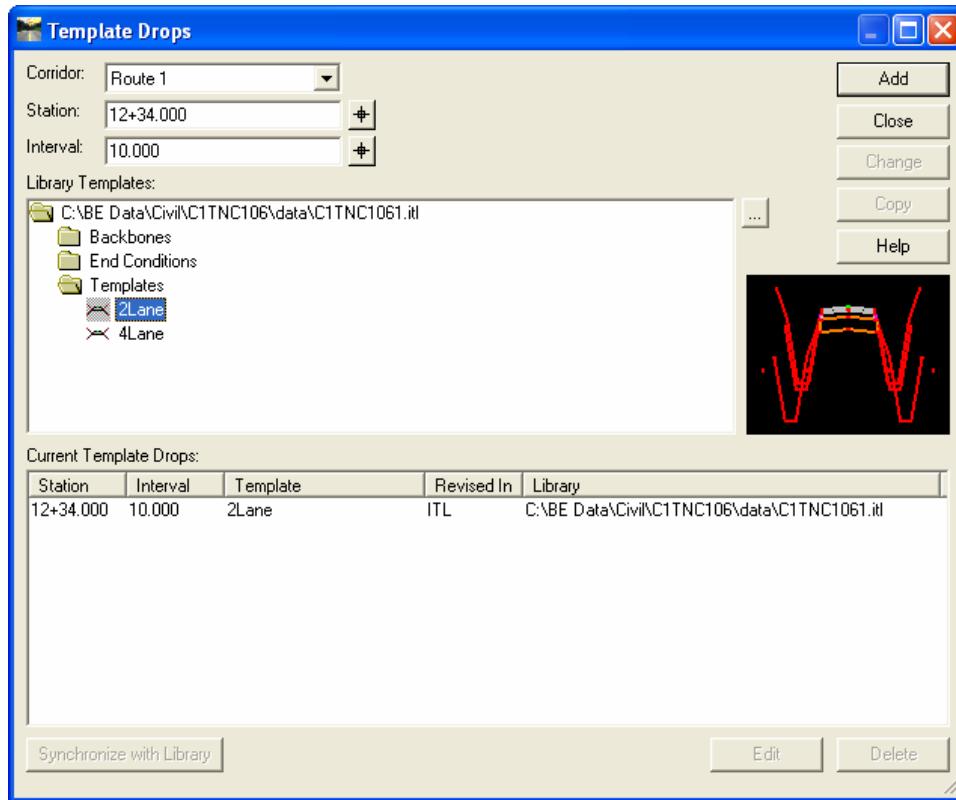 Template Drops
Corridor: Route 1
Add
Station: 12+34.000
Close
Interval: 10.000
Change
Library Templates:
C:\BE Data\Civil\C1TNC106\data\C1TNC1061.itl
...
Copy
Backbones
Help
End Conditions
Templates
2Lane
4Lane
Current Template Drops:
Station Interval Template Revised In Library
12+34.000 10.000 2Lane ITL C:\BE Data\Civil\C1TNC106\data\C1TNC1061.itl
Synchronize with Library Edit Delete